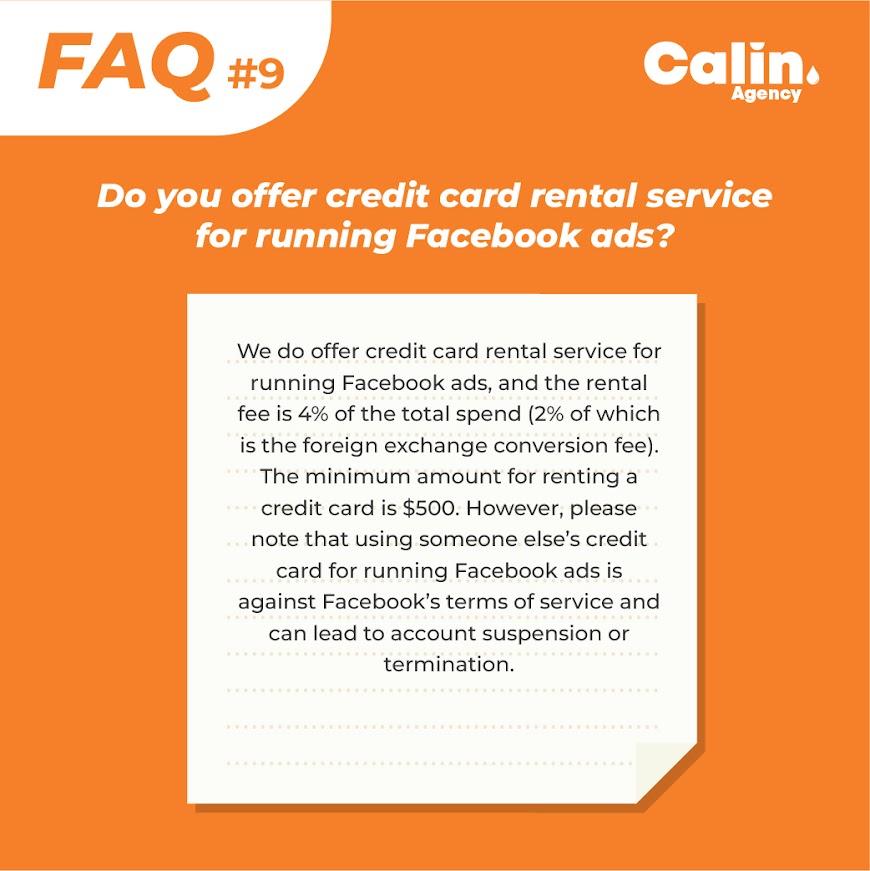 FAQ #9
Calin.
Agency
Do you offer credit card rental service
for running Facebook ads?
We do offer credit card rental service for
running Facebook ads, and the rental
fee is 4% of the total spend (2% of which
is the foreign exchange conversion fee).
The minimum amount for renting a
credit card is $500. However, please
note that using someone else’s credit
card for running Facebook ads is
against Facebook’s terms of service and
can lead to account suspension or
termination.